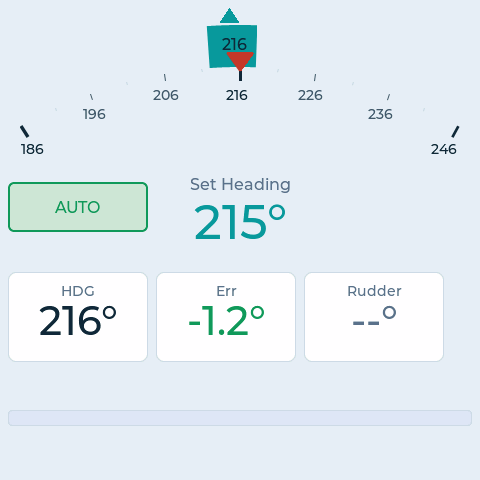 216
206 216 226
196 236
186 246
AUTO
Set Heading
215°
HDG Err Rudder
216° -1.2° --°